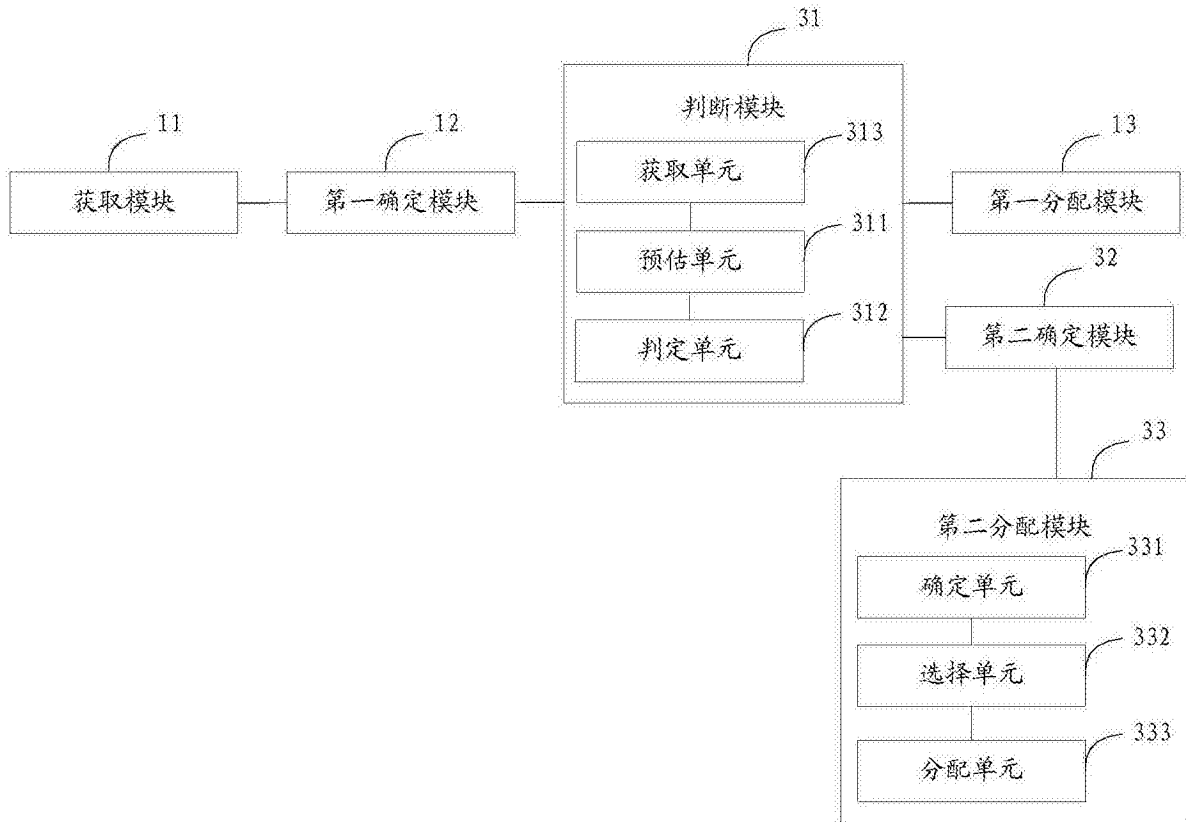 31
判断模块
11
12
313
13
获取模块
第一确定模块
获取单元
第一分配模块
311
预估单元
32
312
第二确定模块
判定单元
33
第二分配模块
331
确定单元
332
选择单元
333
分配单元